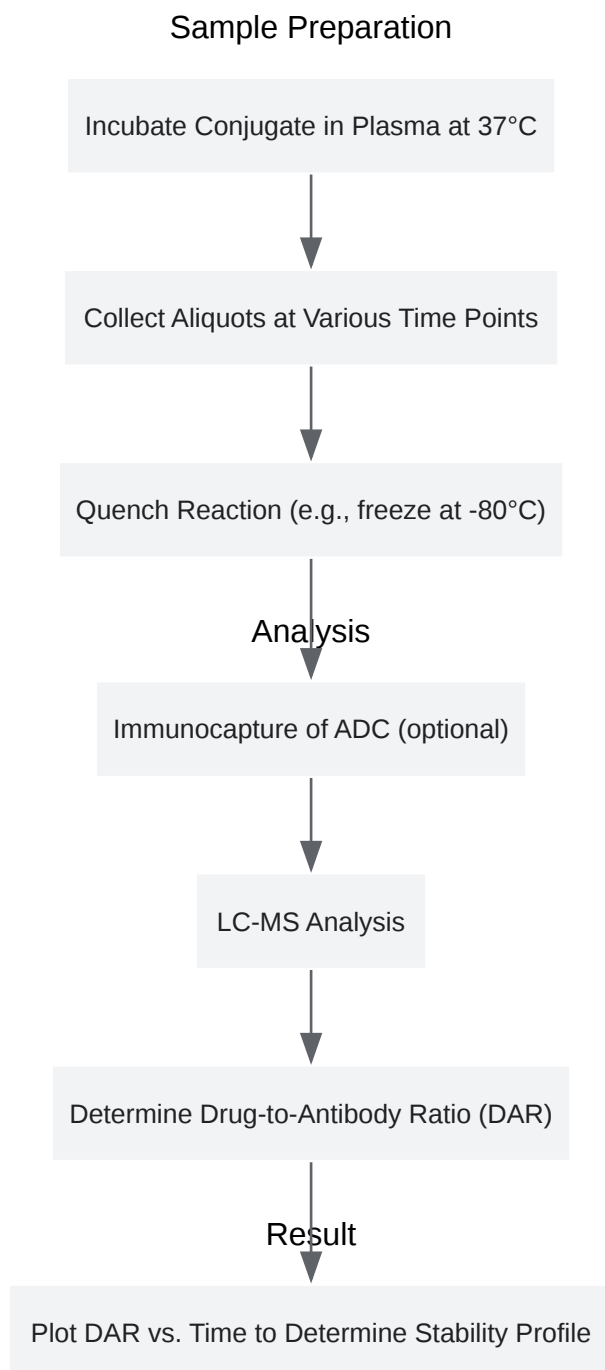 Sample Preparation
Incubate Conjugate in Plasma at 37°C
Collect Aliquots at Various Time Points
Quench Reaction (e.g., freeze at -80°C)
Analysis
Immunocapture of ADC (optional)
LC-MS Analysis
Determine Drug-to-Antibody Ratio (DAR)
Result
Plot DAR vs. Time to Determine Stability Profile